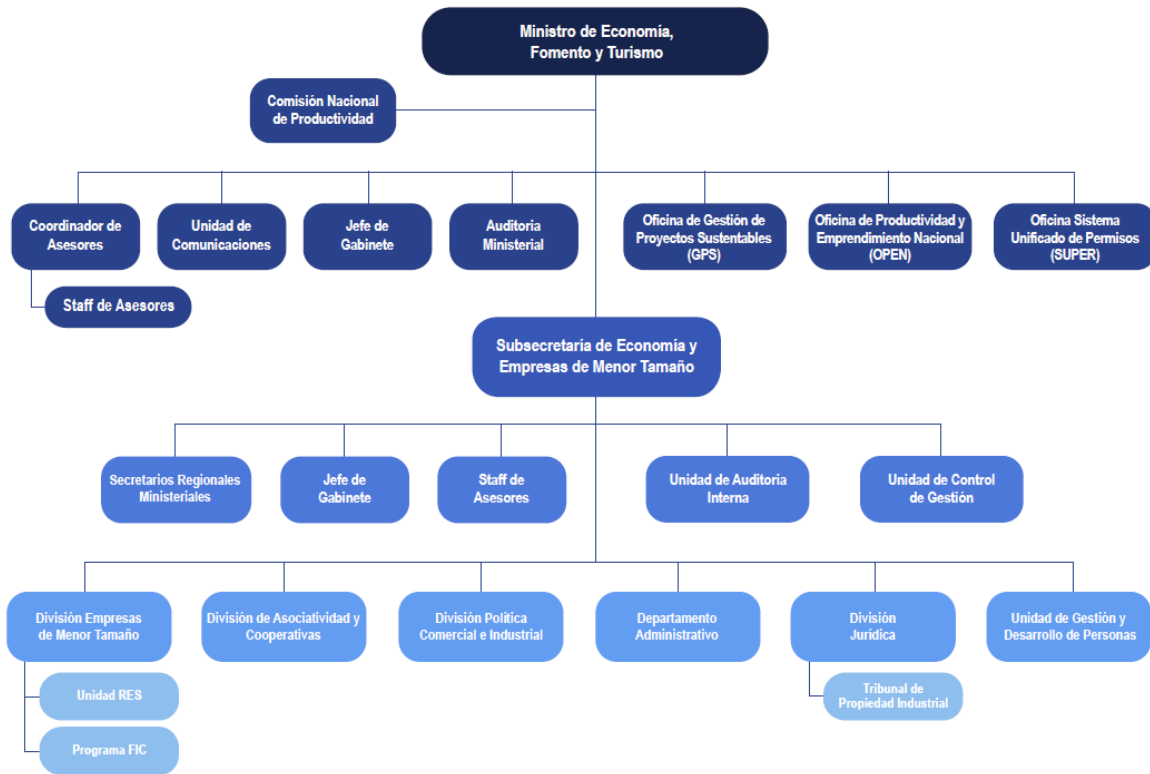 Ministro de Economía,
Fomento y Turismo
Comisión Nacional
de Productividad
Coordinador de
Asesores
Unidad de
Comunicaciones
Jefe de
Gabinete
Auditoria
Ministerial
Oficina de Gestión de
Proyectos Sustentables
(GPS)
Oficina de Productividad y
Emprendimiento Nacional
(OPEN)
Oficina Sistema
Unificado de Permisos
(SUPER)
Staff de Asesores
Subsecretaría de Economía y
Empresas de Menor Tamaño
Secretarios Regionales
Ministeriales
Jefe de
Gabinete
Staff de
Asesores
Unidad de Auditoria
Interna
Unidad de Control
de Gestión
División Empresas
de Menor Tamaño
División de Asociatividad y
Cooperativas
División Política
Comercial e Industrial
Departamento
Administrativo
División
Jurídica
Unidad de Gestión y
Desarrollo de Personas
Unidad RES
Tribunal de
Propiedad Industrial
Programa FIC